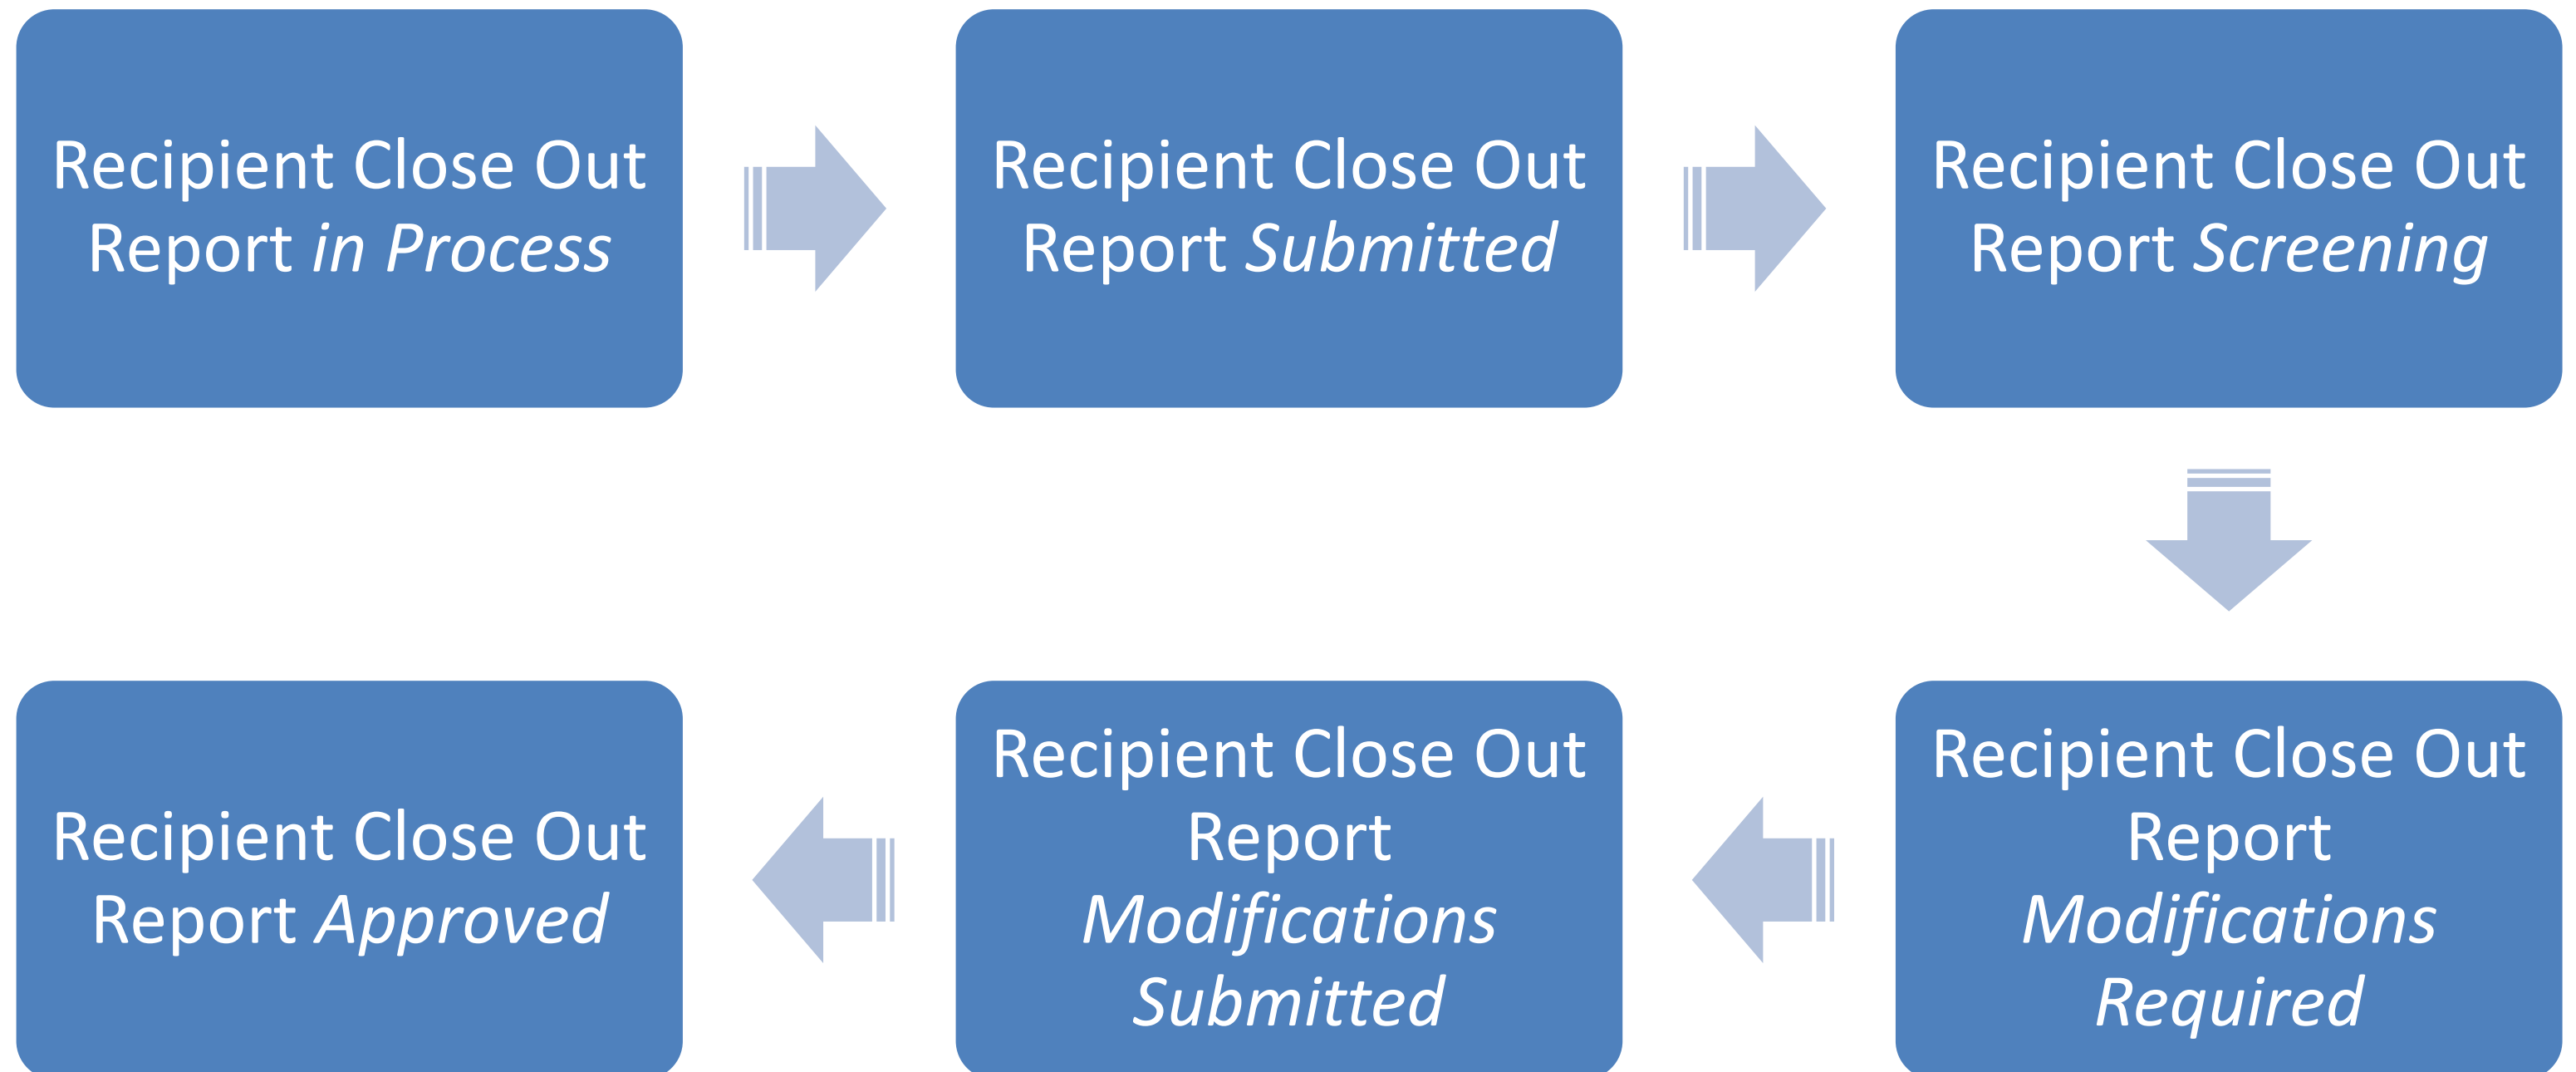 Recipient Close Out
Report in Process
Recipient Close Out
Report Submitted
Recipient Close Out
Report Screening
Recipient Close Out
Report
Modifications
Required
Recipient Close Out
Report
Modifications
Submitted
Recipient Close Out
Report Approved